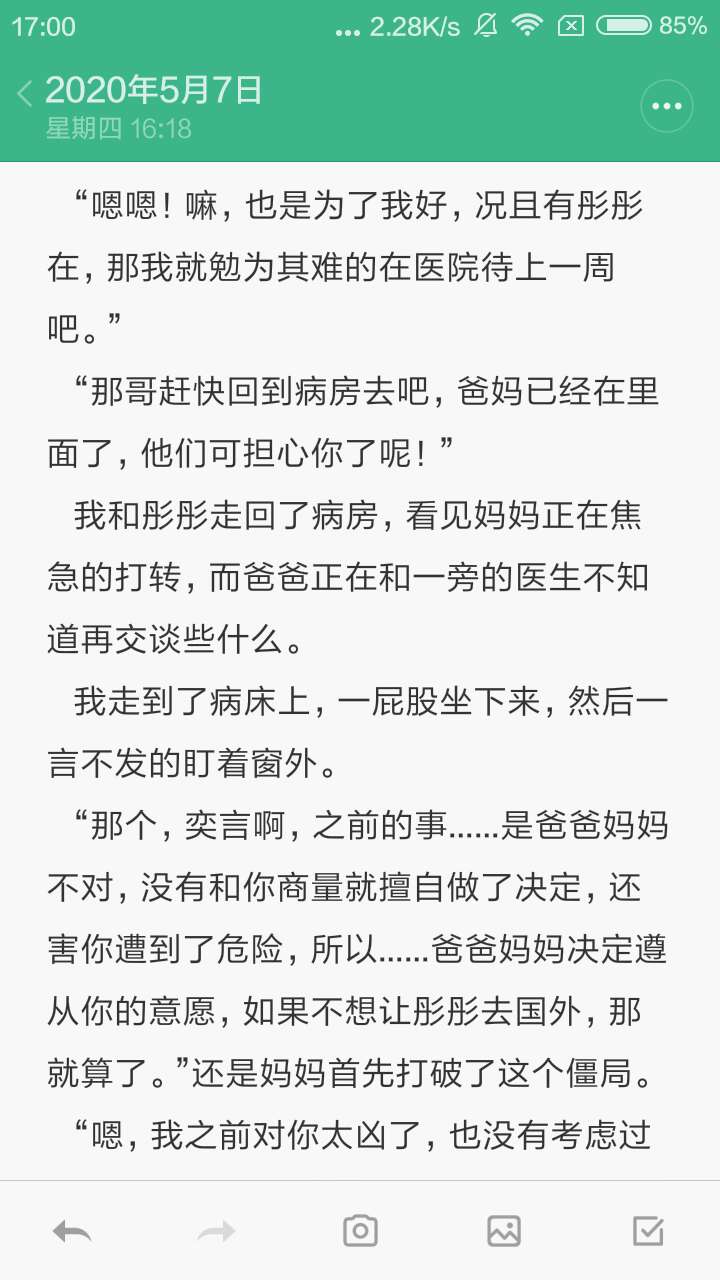 17:00
... 2.28K/s 85%
2020年5月7日
星期四 16:18
“嗯嗯！嘛，也是为了我好，况且有彤彤
在，那我就勉为其难的在医院待上一周
吧。”
“那哥赶快回到病房去吧，爸妈已经在里
面了，他们可担心你了呢！”
我和彤彤走回了病房，看见妈妈正在焦
急的打转，而爸爸正在和一旁的医生不知
道再交谈些什么。
我走到了病床上，一屁股坐下来，然后一
言不发的盯着窗外。
“那个，奕言啊，之前的事......是爸爸妈妈
不对，没有和你商量就擅自做了决定，还
害你遭到了危险，所以......爸爸妈妈决定遵
从你的意愿，如果不想让彤彤去国外，那
就算了。”还是妈妈首先打破了这个僵局。
“嗯，我之前对你太凶了，也没有考虑过